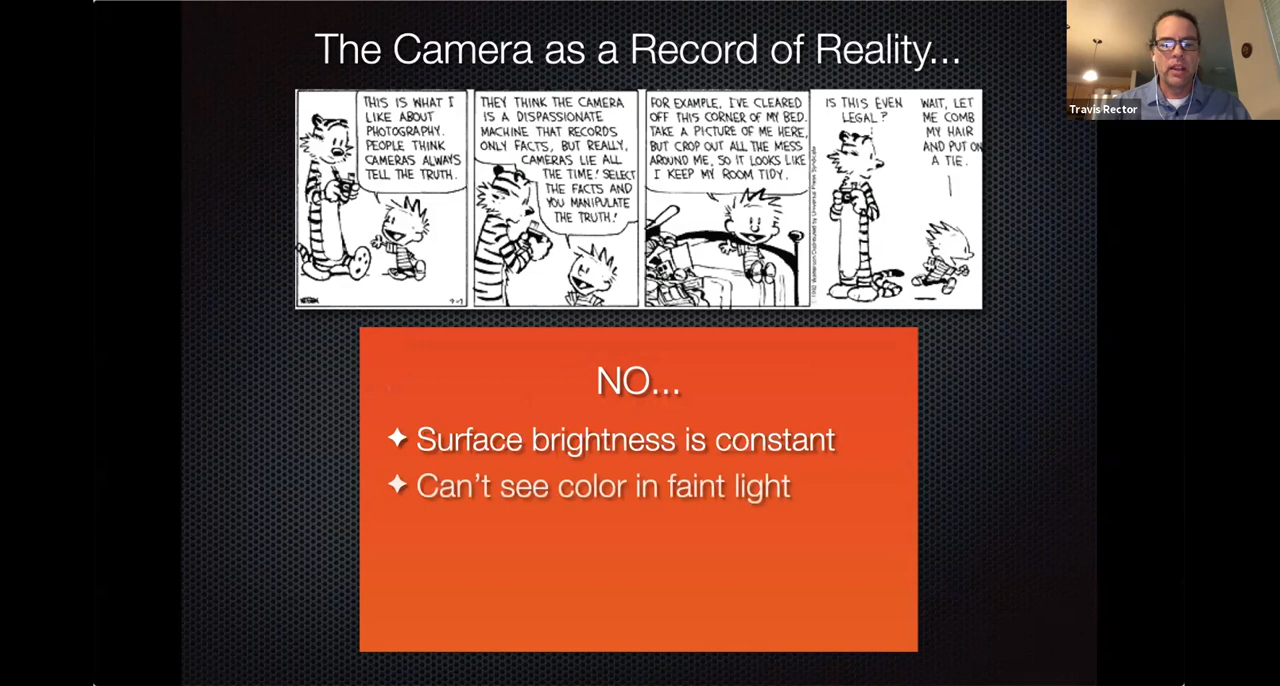 The Camera as a Record of Reality...
Travis Rector
THIS IS WHAT I
LIKE ABOUT
PHOTOGRAPHY.
PEOPLE THINK
CAMERAS ALWAYS
TELL THE TRUTH.
THEY THINK THE CAMERA
IS A DISPASSIONATE
MACHINE THAT RECORDS
ONLY FACTS, BUT REALLY,
CAMERAS LIE ALL
THE TIME! SELECT
THE FACTS AND
YOU MANIPULATE
THE TRUTH!
FOR EXAMPLE, I'VE CLEARED
OFF THIS CORNER OF MY BED.
TAKE A PICTURE OF ME HERE,
BUT CROP OUT ALL THE MESS
AROUND ME, SO IT LOOKS LIKE
I KEEP MY ROOM TIDY.
IS THIS EVEN
LEGAL?
WAIT, LET
ME COMB
MY HAIR
AND PUT ON
A TIE.
NO...
Surface brightness is constant
Can't see color in faint light